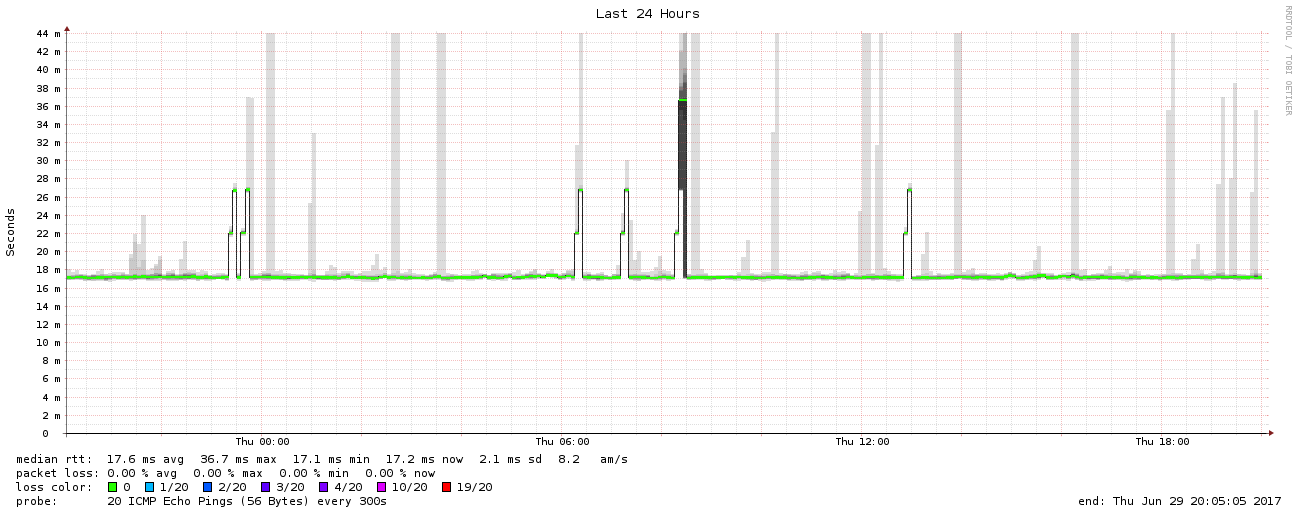 Last 24 Hours
RRDTOOL / TOBI OETIKER
Seconds
44 m
42 m
40 m
38 m
36 m
34 m
32 m
30 m
28 m
26 m
24 m
22 m
20 m
18 m
16 m
14 m
12 m
10 m
8 m
6 m
4 m
2 m
0
Thu 00:00 Thu 06:00 Thu 12:00 Thu 18:00
median rtt: 17.6 ms avg 36.7 ms max 17.1 ms min 17.2 ms now 2.1 ms sd 8.2 am/s
packet loss: 0.00 % avg 0.00 % max 0.00 % min 0.00 % now
loss color: 0 1/20 2/20 3/20 4/20 10/20 19/20
probe: 20 ICMP Echo Pings (56 Bytes) every 300s end: Thu Jun 29 20:05:05 2017